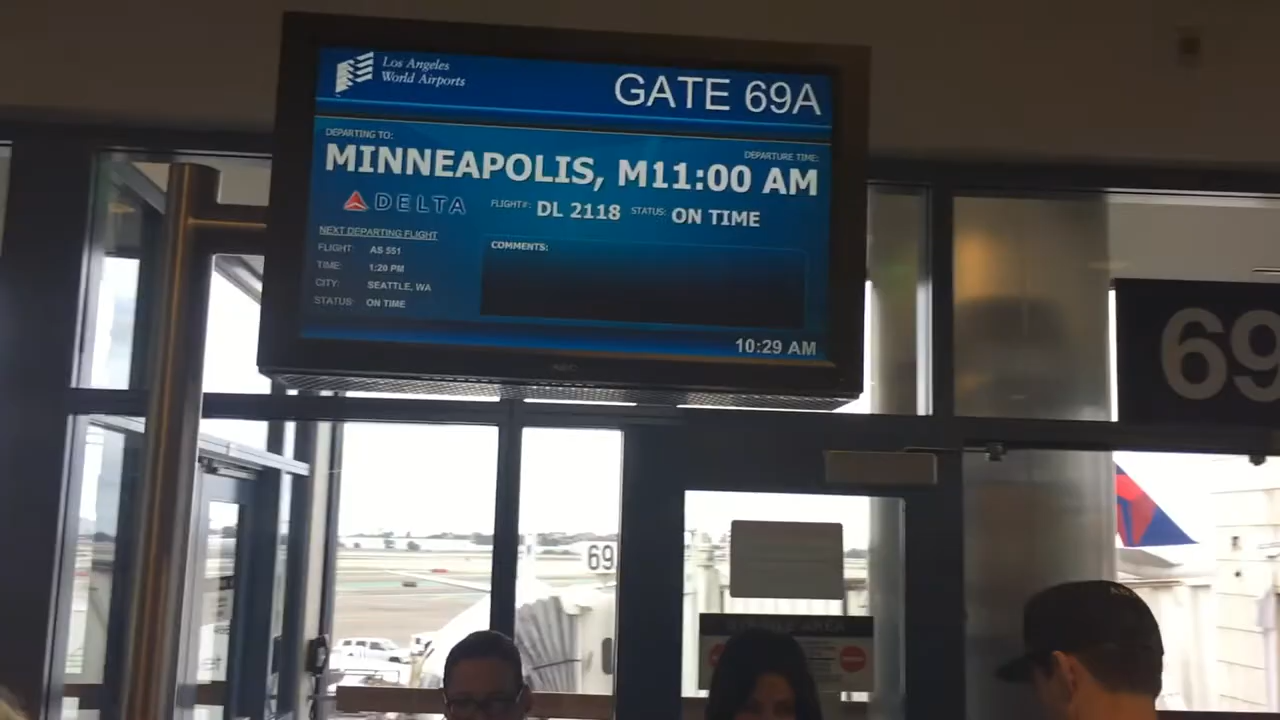 Los Angeles
World Airports
GATE 69A
DEPARTING TO:
DEPARTURE TIME:
MINNEAPOLIS, M11:00 AM
DELTA
FLIGHT#: DL 2118 STATUS: ON TIME
NEXT DEPARTING FLIGHT
FLIGHT: AS 551
TIME: 1:20 PM
CITY: SEATTLE, WA
STATUS: ON TIME
COMMENTS:
10:29 AM
NEC
69
69